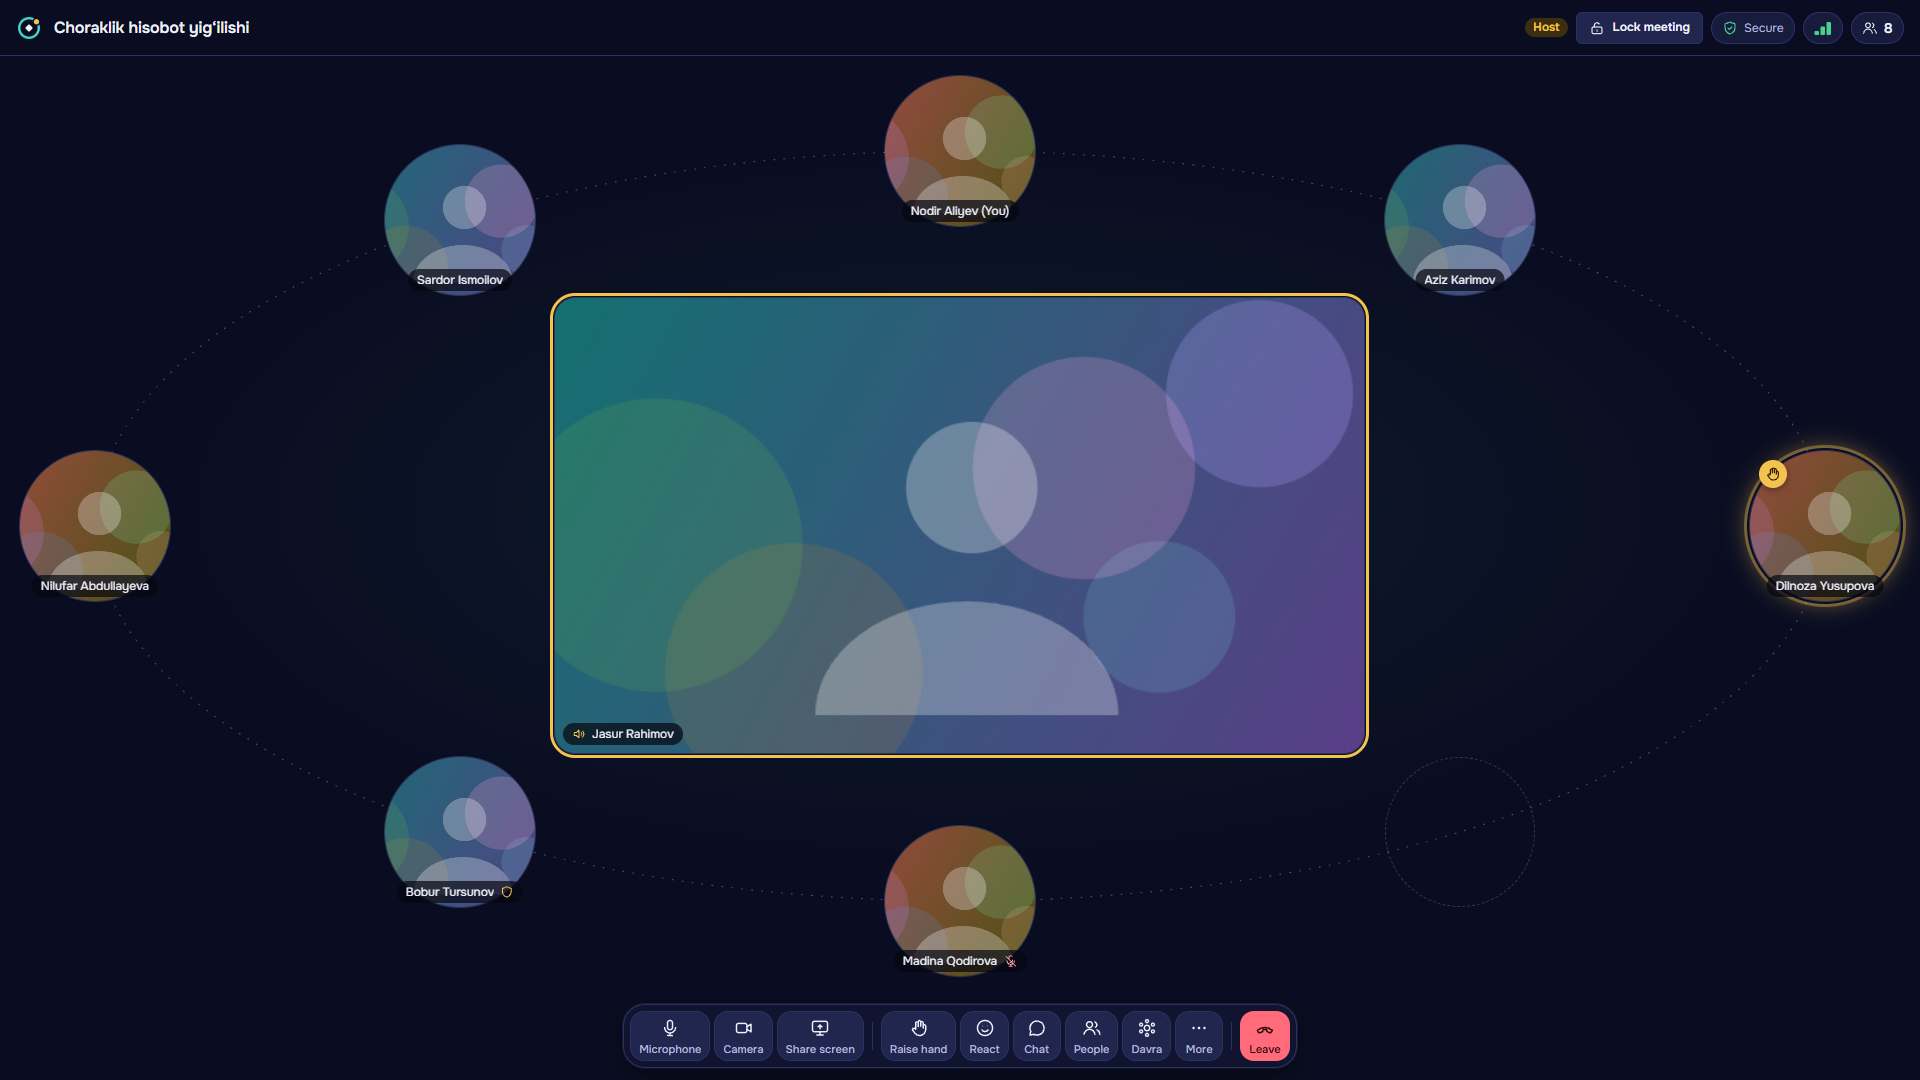 Choraklik hisobot yig‘ilishi
Host
Lock meeting
Secure
8
Nodir Aliyev (You)
Sardor Ismoilov
Aziz Karimov
Nilufar Abdullayeva
Dilnoza Yusupova
Jasur Rahimov
Bobur Tursunov
Madina Qodirova
Microphone
Camera
Share screen
Raise hand
React
Chat
People
Davra
More
Leave